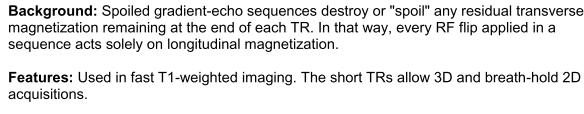 Background: Spoiled gradient-echo sequences destroy or "spoil" any residual transverse
magnetization remaining at the end of each TR. In that way, every RF flip applied in a
sequence acts solely on longitudinal magnetization.
Features: Used in fast T1-weighted imaging. The short TRs allow 3D and breath-hold 2D
acquisitions.